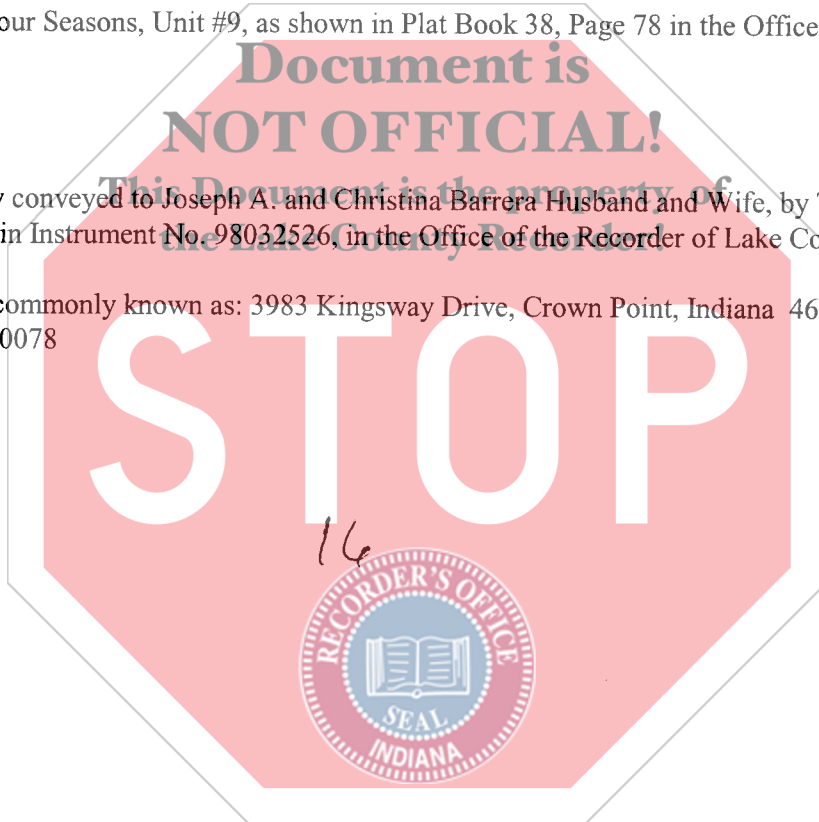 our Seasons, Unit #9, as shown in Plat Book 38, Page 78 in the Office
Document is
NOT OFFICIAL!
This Document is the property of
the Lake County Recorder!
conveyed to Joseph A. and Christina Barrera Husband and Wife, by
in Instrument No. 98032526, in the Office of the Recorder of Lake Co
commonly known as: 3983 Kingsway Drive, Crown Point, Indiana 46
0078
STOP
16
RECORDER'S OFFICE
SEAL
INDIANA